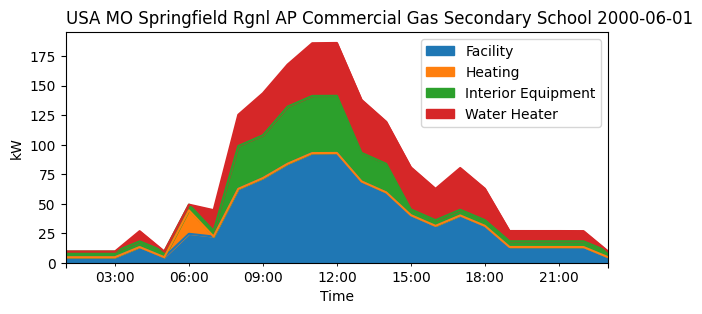 USA MO Springfield Rgnl AP Commercial Gas Secondary School 2000-06-01
Facility
Heating
Interior Equipment
Water Heater
kW
175
150
125
100
75
50
25
0
03:00 06:00 09:00 12:00 15:00 18:00 21:00
Time